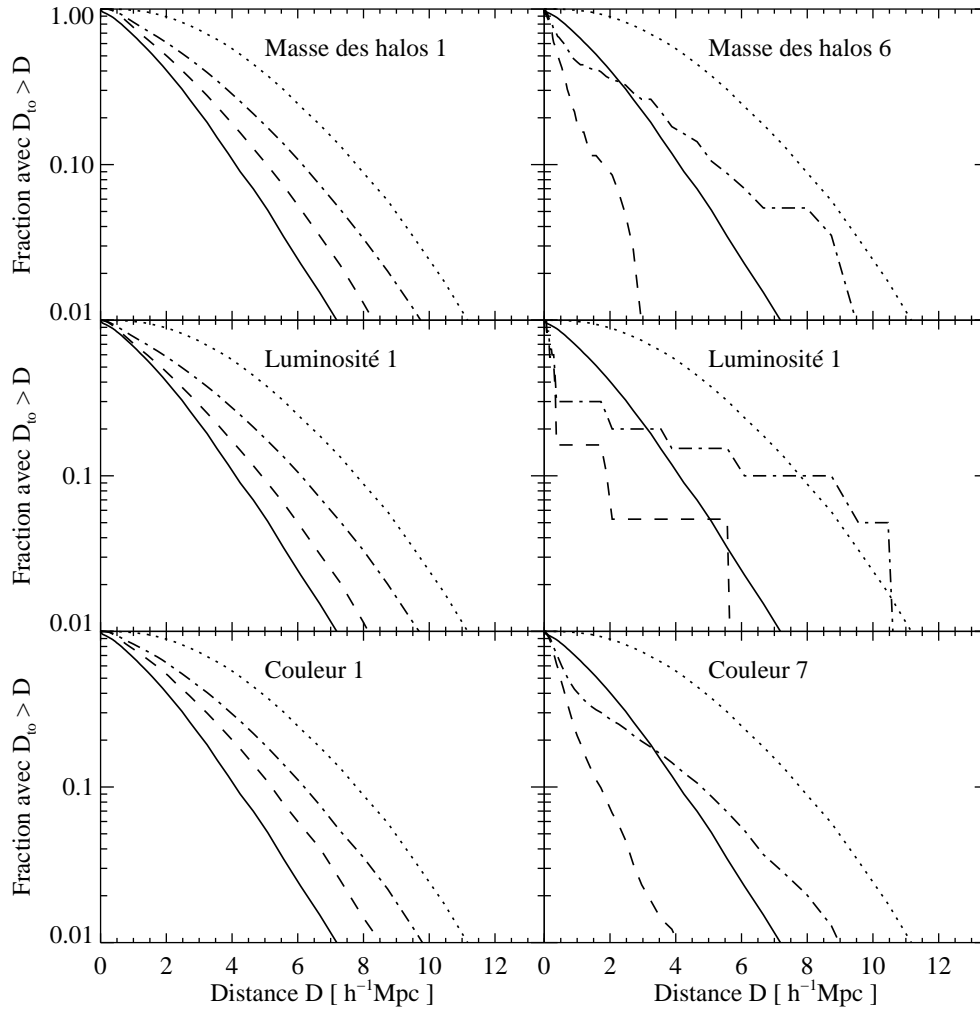 Masse des halos 1
Masse des halos 6
1.00
0.10
0.01
Fraction avec D_to > D
Luminosité 1
Luminosité 1
0.1
0.01
Fraction avec D_to > D
Couleur 1
Couleur 7
0.1
0.01
Fraction avec D_to > D
0 2 4 6 8 10 12
0 2 4 6 8 10 12
Distance D [ h⁻¹Mpc ]
Distance D [ h⁻¹Mpc ]